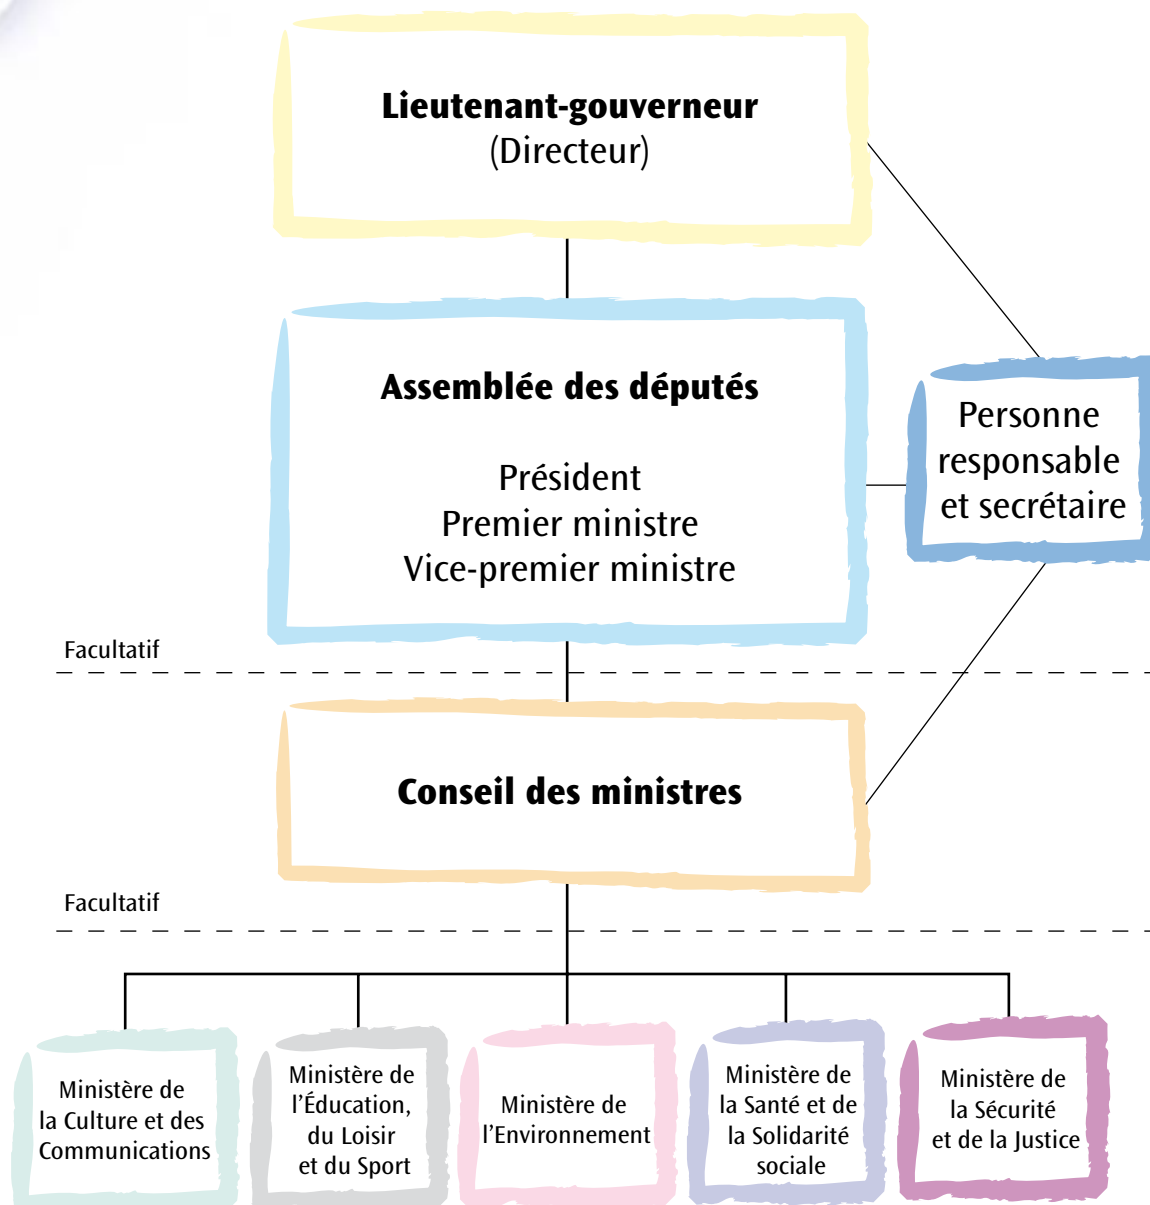 Lieutenant-gouverneur
(Directeur)
Assemblée des députés
Président
Premier ministre
Vice-premier ministre
Personne
responsable
et secrétaire
Facultatif
Conseil des ministres
Facultatif
Ministère de
la Culture et des
Communications
Ministère de
l'Éducation,
du Loisir
et du Sport
Ministère de
l'Environnement
Ministère de
la Santé et de
la Solidarité
sociale
Ministère de
la Sécurité
et de la Justice